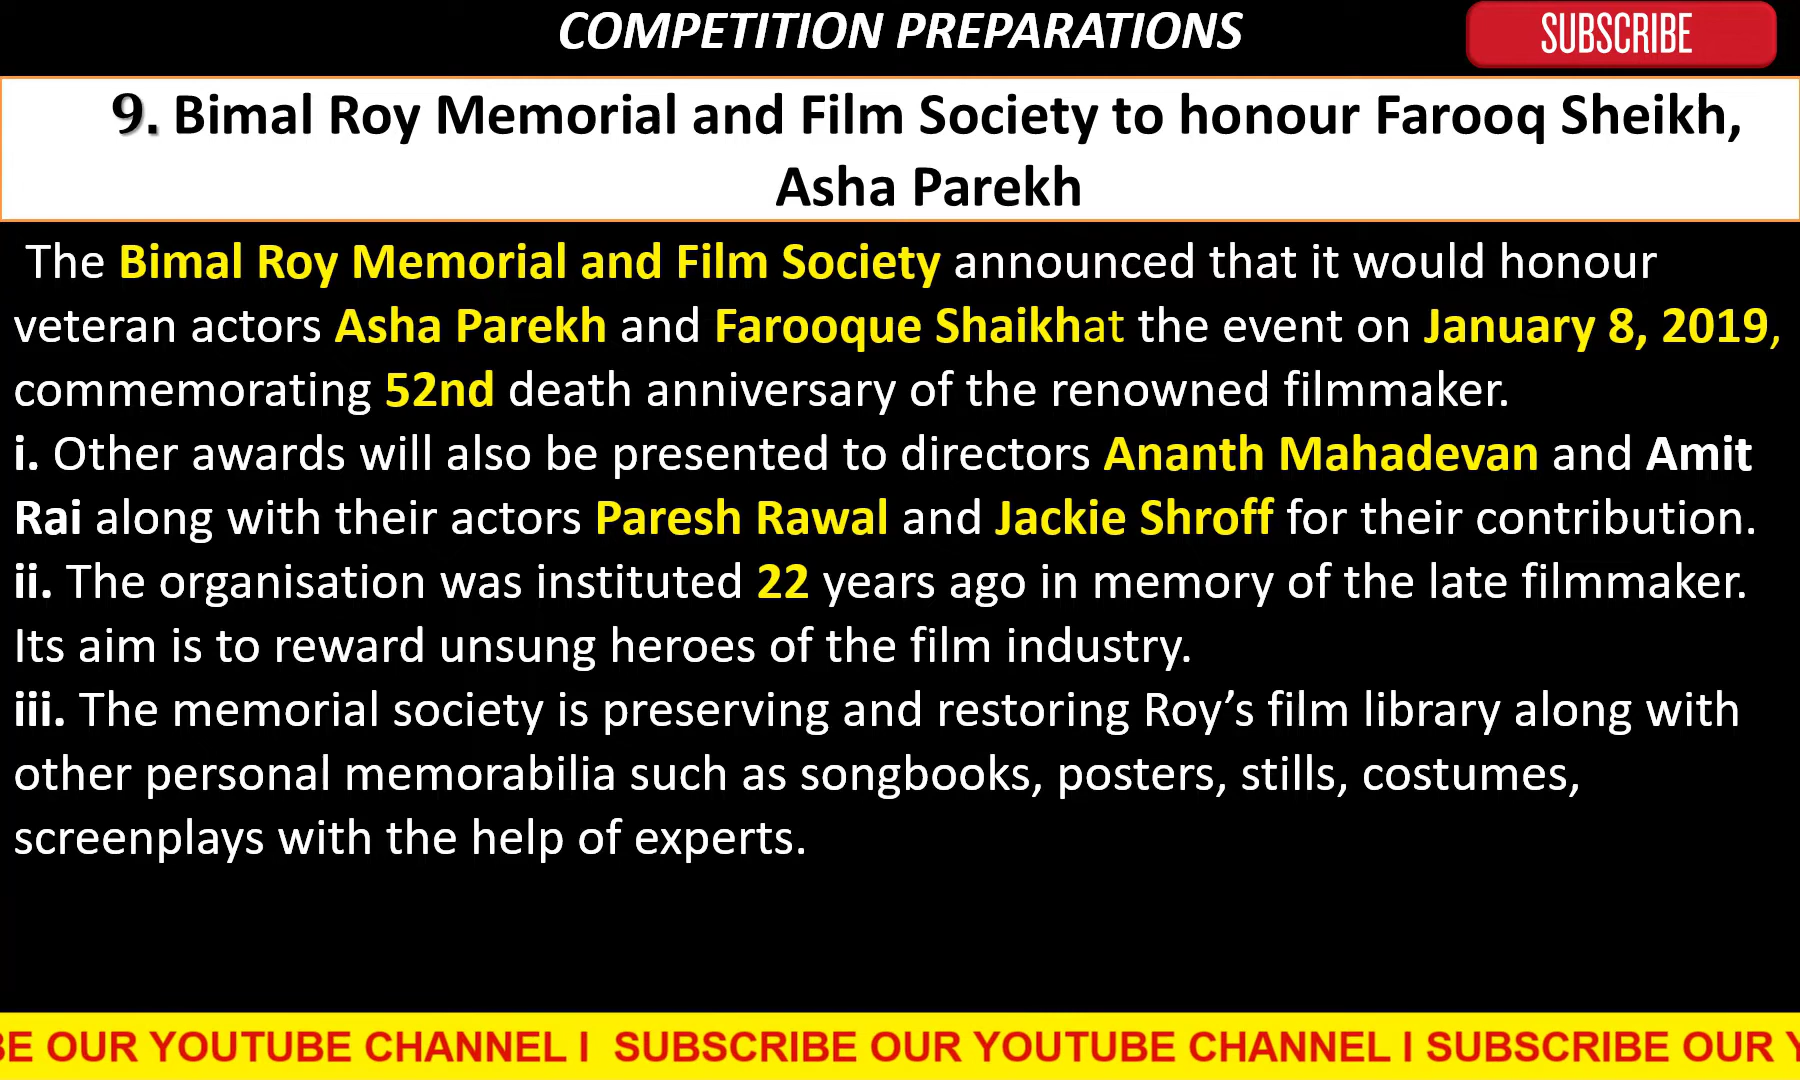 COMPETITION PREPARATIONS
SUBSCRIBE
9. Bimal Roy Memorial and Film Society to honour Farooq Sheikh,
Asha Parekh
The Bimal Roy Memorial and Film Society announced that it would honour
veteran actors Asha Parekh and Farooque Shaikhat the event on January 8, 2019,
commemorating 52nd death anniversary of the renowned filmmaker.
i. Other awards will also be presented to directors Ananth Mahadevan and Amit
Rai along with their actors Paresh Rawal and Jackie Shroff for their contribution.
ii. The organisation was instituted 22 years ago in memory of the late filmmaker.
Its aim is to reward unsung heroes of the film industry.
iii. The memorial society is preserving and restoring Roy’s film library along with
other personal memorabilia such as songbooks, posters, stills, costumes,
screenplays with the help of experts.
BE OUR YOUTUBE CHANNEL I SUBSCRIBE OUR YOUTUBE CHANNEL I SUBSCRIBE OUR Y